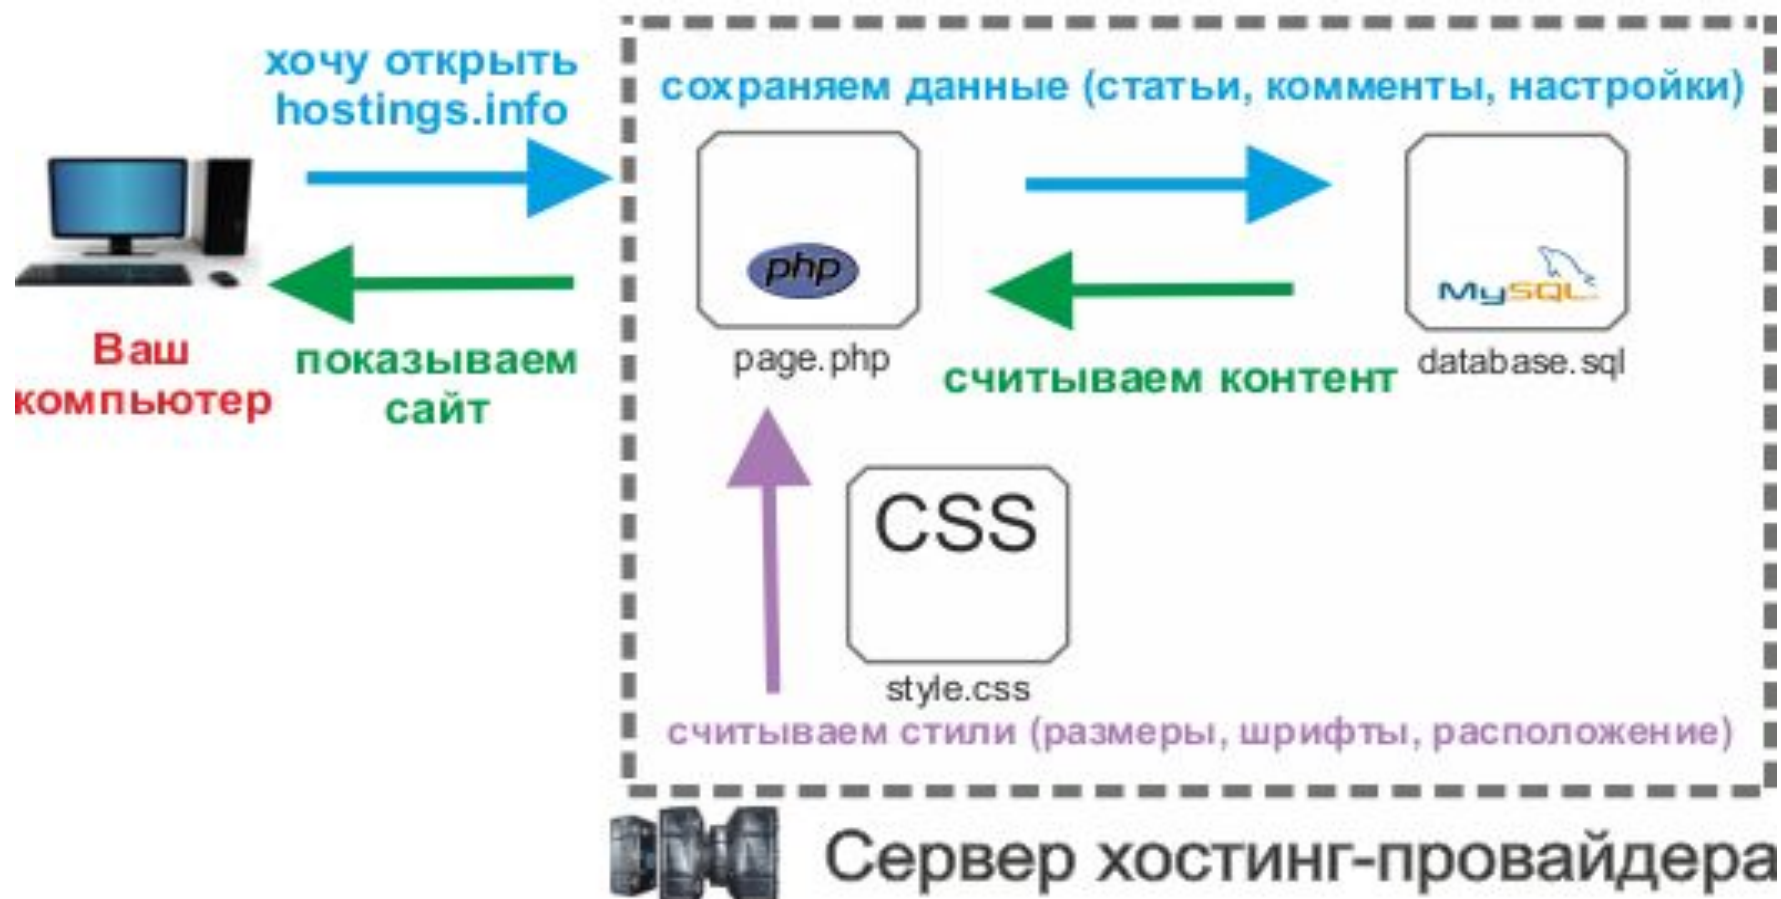 хочу открыть
hostings.info
сохраняем данные (статьи, комменты, настройки)
php
MySQL
page.php
database.sql
Ваш
компьютер
показываем
сайт
считываем контент
CSS
style.css
считываем стили (размеры, шрифты, расположение)
Сервер хостинг-провайдера